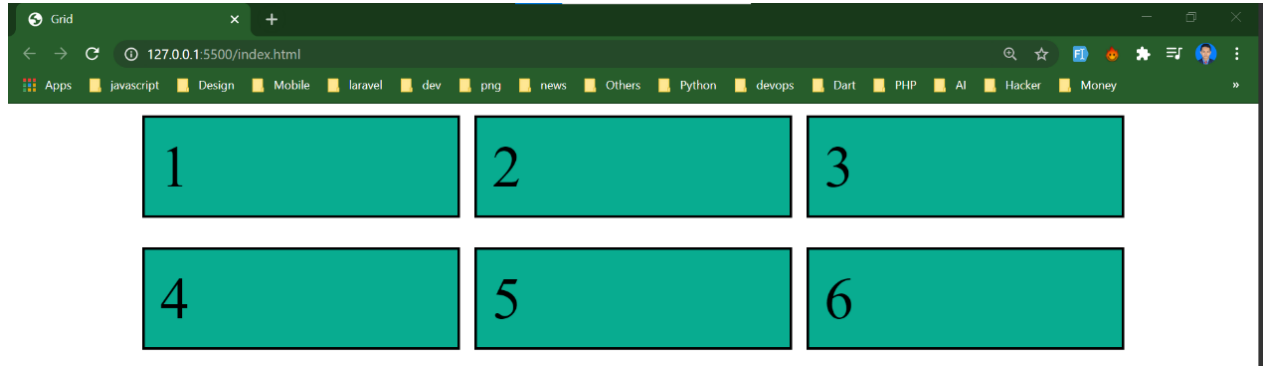 Grid
127.0.0.1:5500/index.html
Apps javascript Design Mobile laravel dev png news Others Python devops Dart PHP AI Hacker Money »
1 2 3
4 5 6